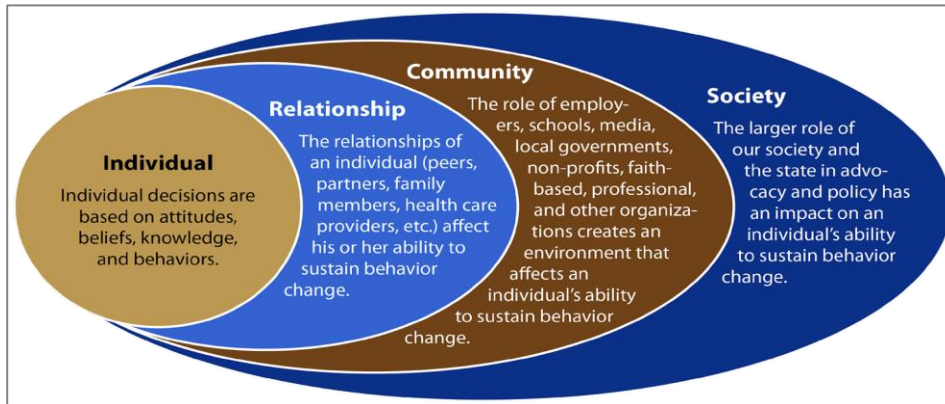 Individual
Individual decisions are
based on attitudes,
beliefs, knowledge,
and behaviors.
Relationship
The relationships of
an individual (peers,
partners, family
members, health care
providers, etc.) affect
his or her ability to
sustain behavior
change.
Community
The role of employ-
ers, schools, media,
local governments,
non-profits, faith-
based, professional,
and other organiza-
tions creates an
environment that
affects an
individual's ability
to sustain behavior
change.
Society
The larger role of
our society and
the state in advo-
cacy and policy has
an impact on an
individual's ability
to sustain behavior
change.